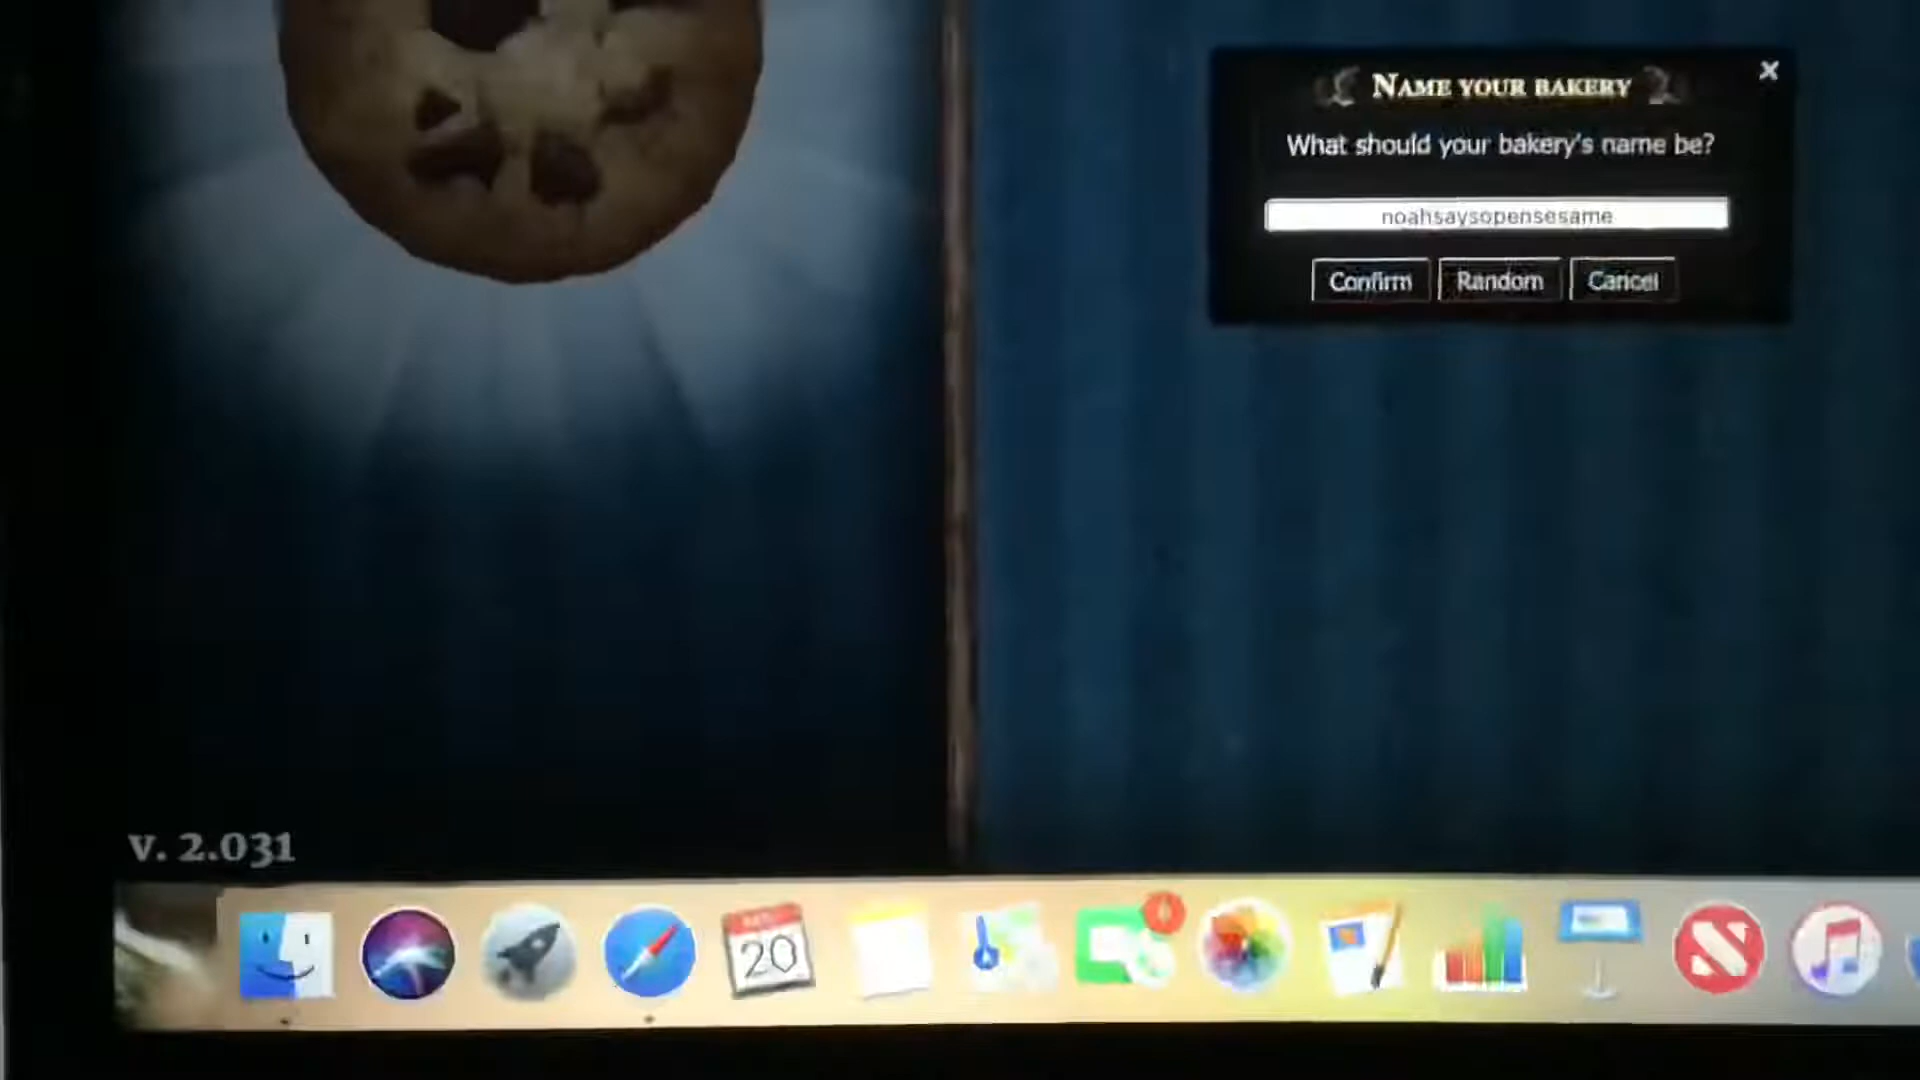 Name your bakery
x
What should your bakery's name be?
noahsaysopensesame
Confirm Random Cancel
v. 2.031
20